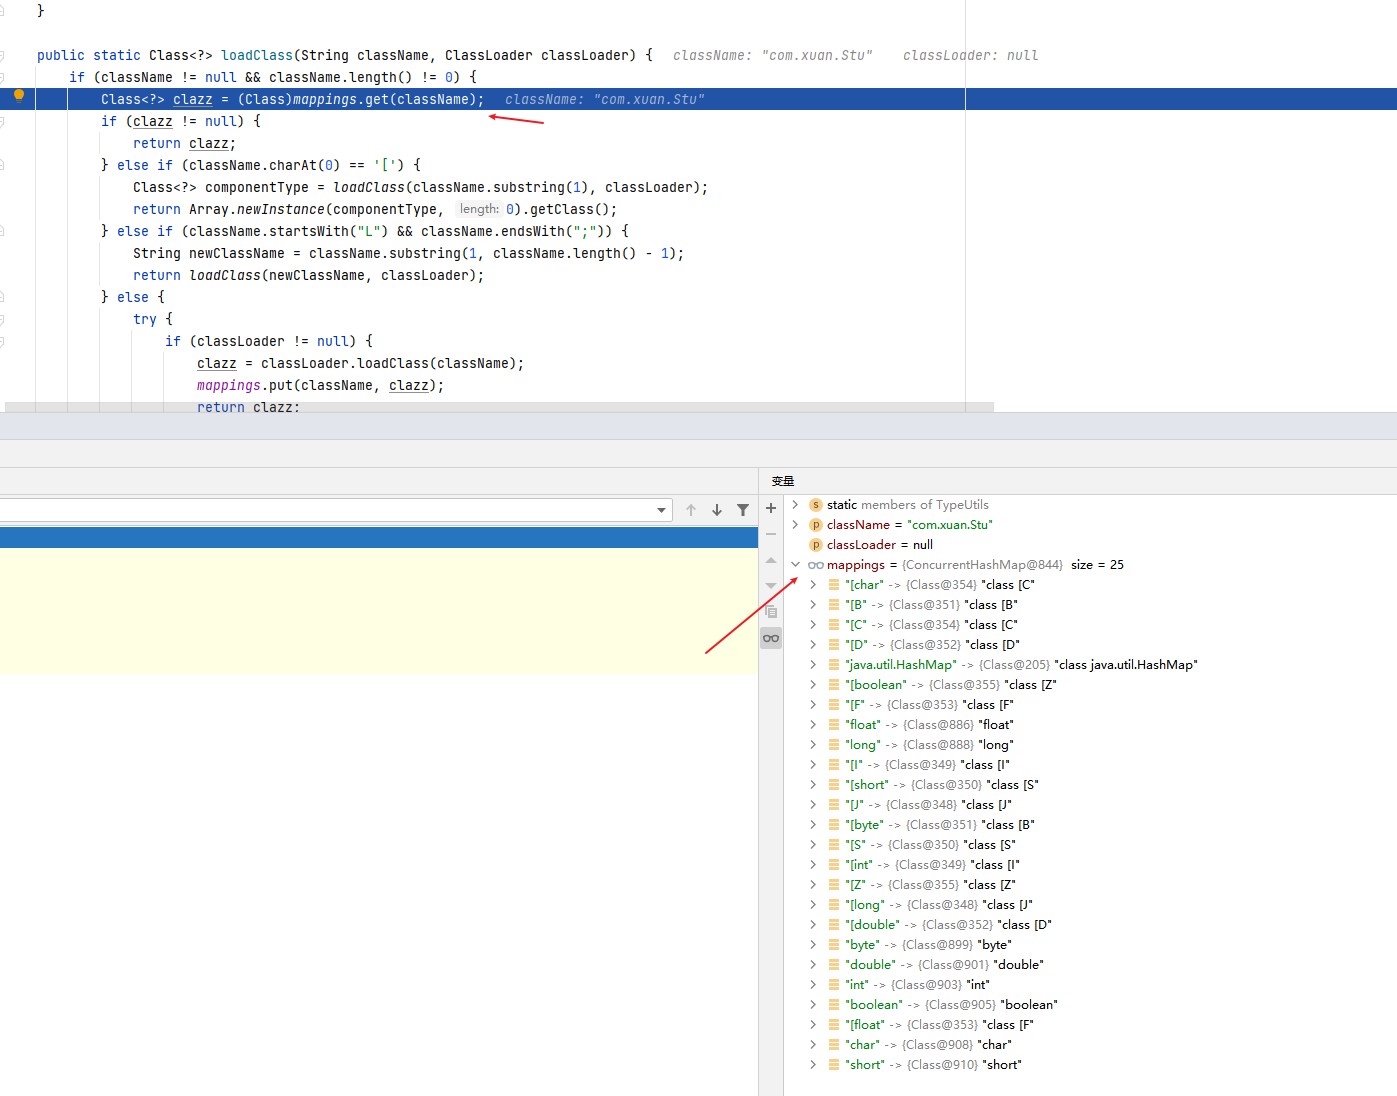 }
public static Class<?> loadClass(String className, ClassLoader classLoader) {   className: "com.xuan.Stu"    classLoader: null
if (className != null && className.length() != 0) {
Class<?> clazz = (Class)mappings.get(className);   className: "com.xuan.Stu"
if (clazz != null) {
return clazz;
} else if (className.charAt(0) == '[') {
Class<?> componentType = loadClass(className.substring(1), classLoader);
return Array.newInstance(componentType, length: 0).getClass();
} else if (className.startsWith("L") && className.endsWith(";")) {
String newClassName = className.substring(1, className.length() - 1);
return loadClass(newClassName, classLoader);
} else {
try {
if (classLoader != null) {
clazz = classLoader.loadClass(className);
mappings.put(className, clazz);
return clazz;
变量
s static members of TypeUtils
p className = "com.xuan.Stu"
p classLoader = null
mappings = {ConcurrentHashMap@844} size = 25
"[char" -> {Class@354} "class [C"
"[B" -> {Class@351} "class [B"
"[C" -> {Class@354} "class [C"
"[D" -> {Class@352} "class [D"
"java.util.HashMap" -> {Class@205} "class java.util.HashMap"
"[boolean" -> {Class@355} "class [Z"
"[F" -> {Class@353} "class [F"
"float" -> {Class@886} "float"
"long" -> {Class@888} "long"
"[I" -> {Class@349} "class [I"
"[short" -> {Class@350} "class [S"
"[J" -> {Class@348} "class [J"
"[byte" -> {Class@351} "class [B"
"[S" -> {Class@350} "class [S"
"[int" -> {Class@349} "class [I"
"[Z" -> {Class@355} "class [Z"
"[long" -> {Class@348} "class [J"
"[double" -> {Class@352} "class [D"
"byte" -> {Class@899} "byte"
"double" -> {Class@901} "double"
"int" -> {Class@903} "int"
"boolean" -> {Class@905} "boolean"
"[float" -> {Class@353} "class [F"
"char" -> {Class@908} "char"
"short" -> {Class@910} "short"